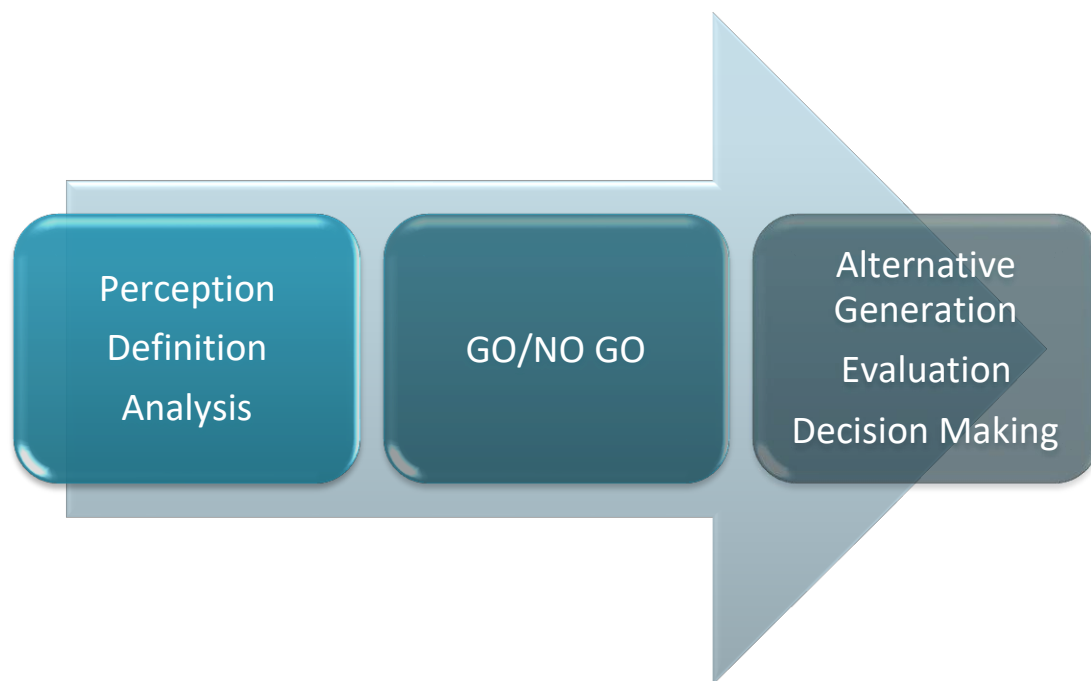 Perception
Definition
Analysis
GO/NO GO
Alternative
Generation
Evaluation
Decision Making